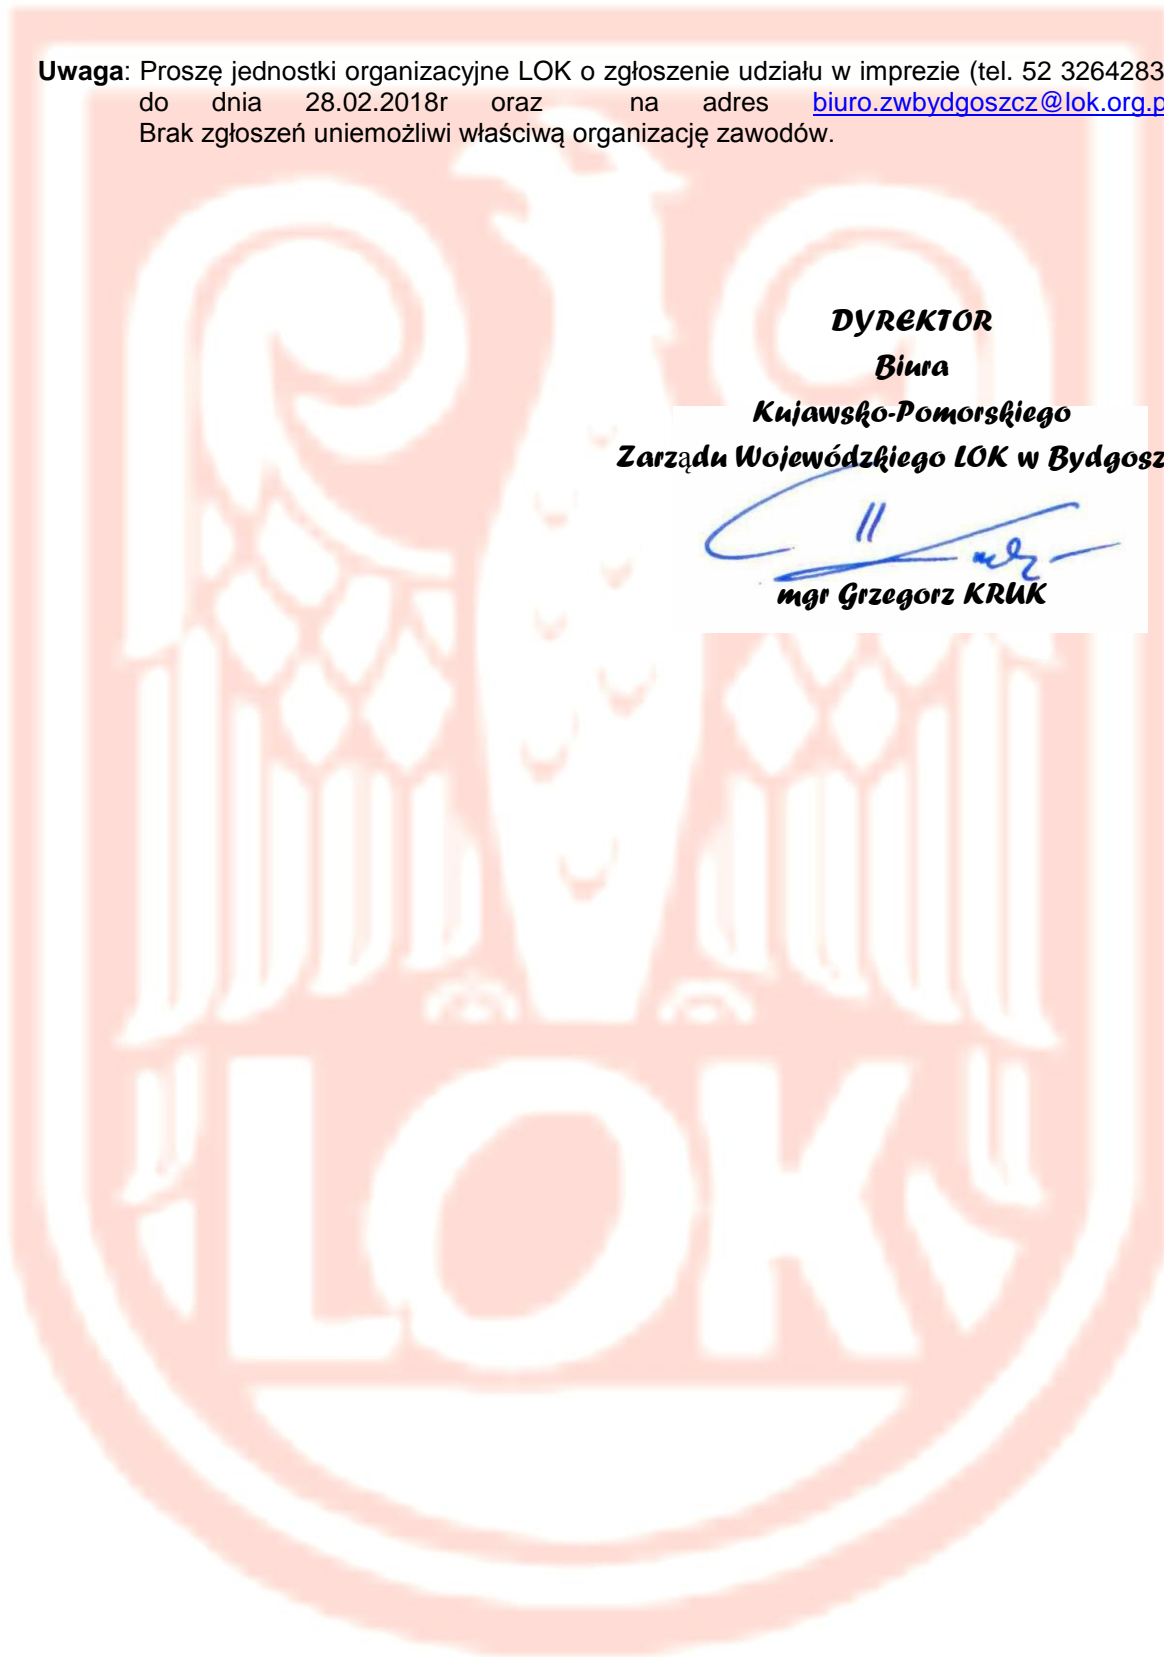 Uwaga: Proszę jednostki organizacyjne LOK o zgłoszenie udziału w imprezie (tel. 52 3264283
do dnia 28.02.2018r oraz na adres biuro.zwbydgoszcz@lok.org.p
Brak zgłoszeń uniemożliwi właściwą organizację zawodów.
DYREKTOR
Biura
Kujawsko-Pomorskiego
Zarządu Wojewódzkiego LOK w Bydgosz
mgr Grzegorz KRUK
LOK